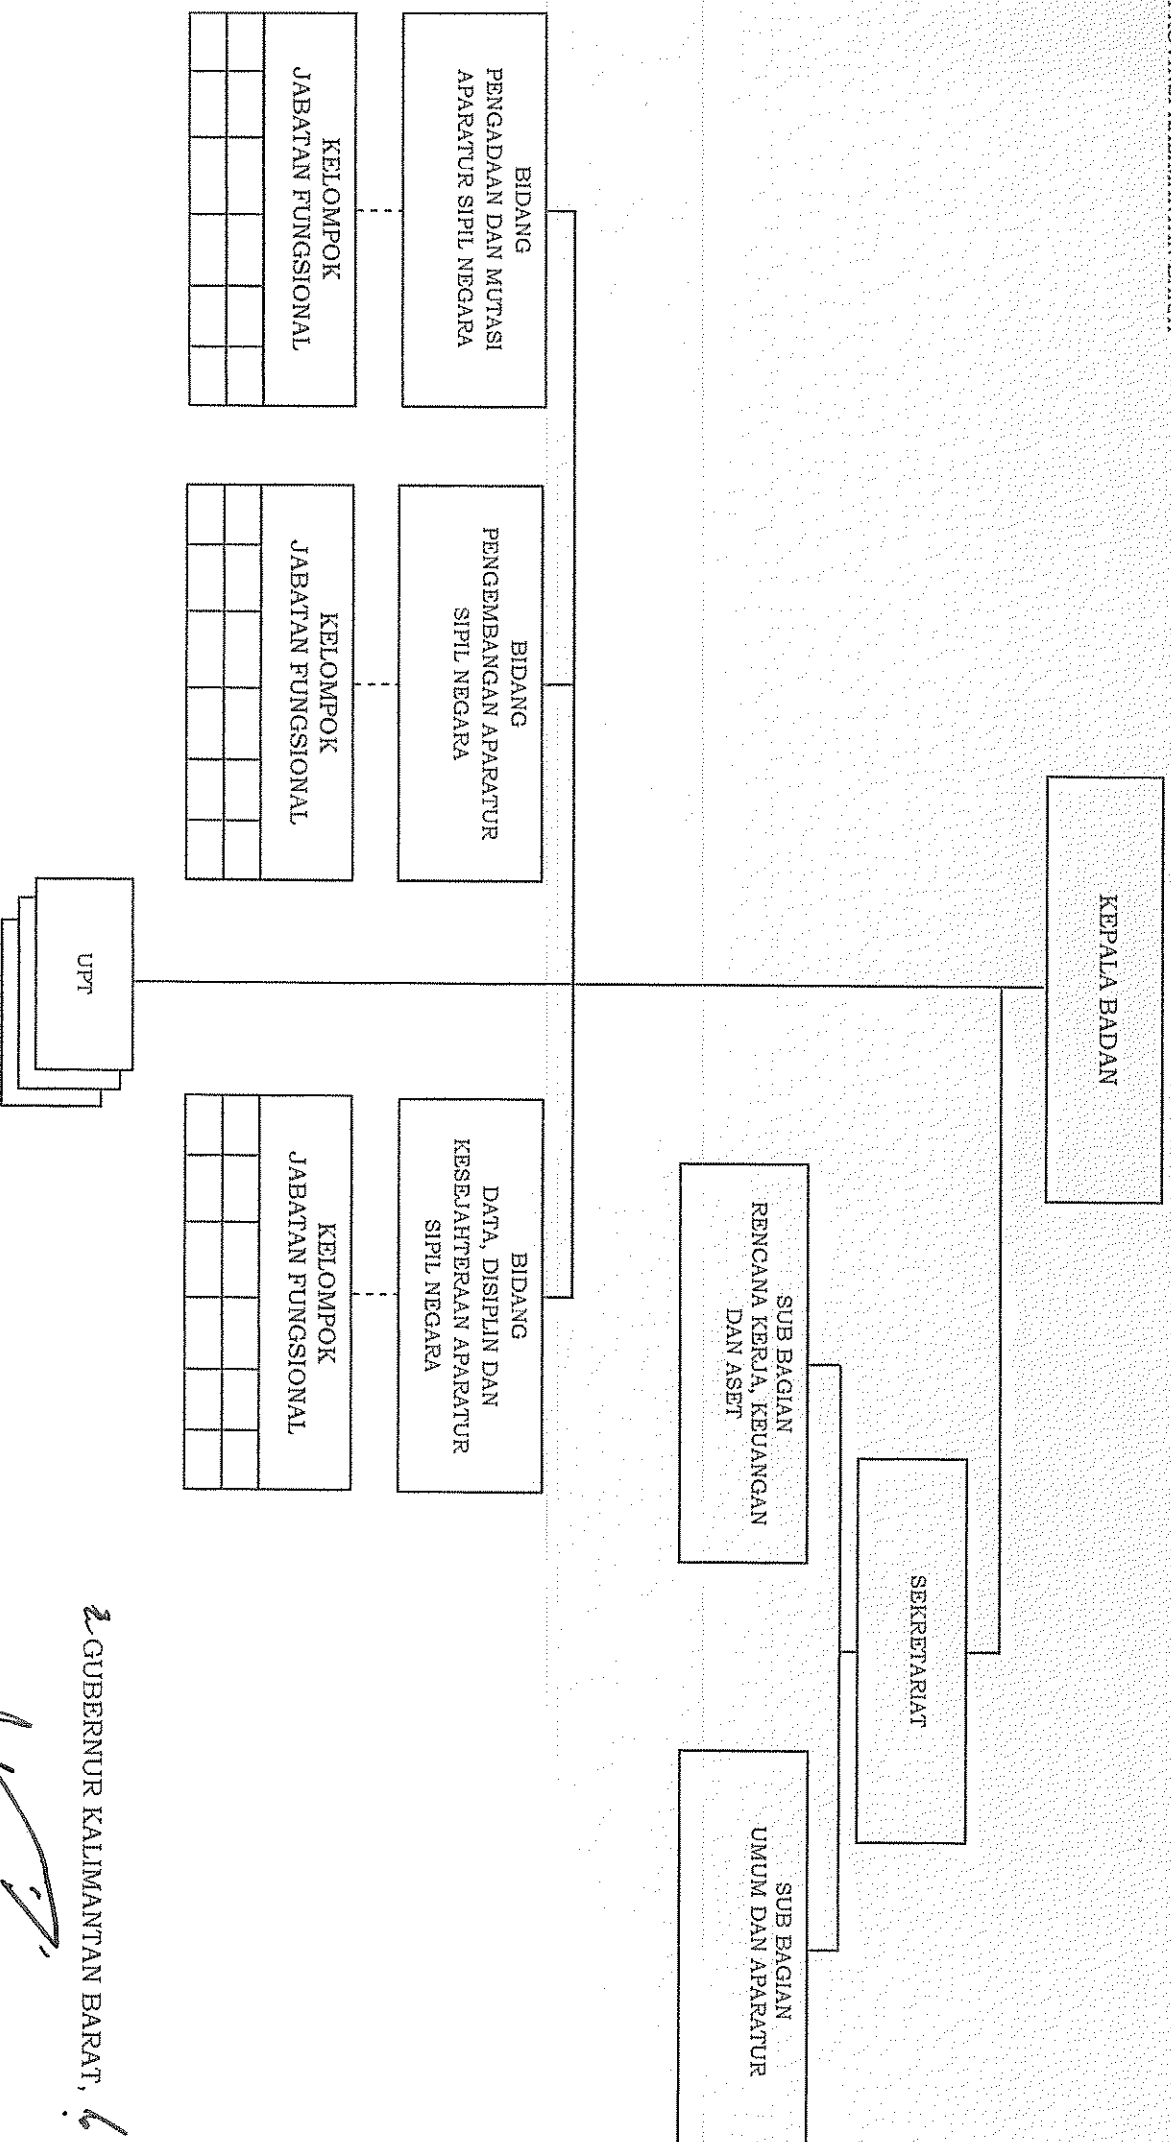 KEPALA BADAN
SEKRETARIAT
SUB BAGIAN
RENCANA KERJA, KEUANGAN
DAN ASET
SUB BAGIAN
UMUM DAN APARATUR
BIDANG
PENGADAAN DAN MUTASI
APARATUR SIPIL NEGARA
BIDANG
PENGEMBANGAN APARATUR
SIPIL NEGARA
BIDANG
DATA, DISIPLIN DAN
KESEJAHTERAAN APARATUR
SIPIL NEGARA
KELOMPOK
JABATAN FUNGSIONAL
KELOMPOK
JABATAN FUNGSIONAL
KELOMPOK
JABATAN FUNGSIONAL
UPT
GUBERNUR KALIMANTAN BARAT,